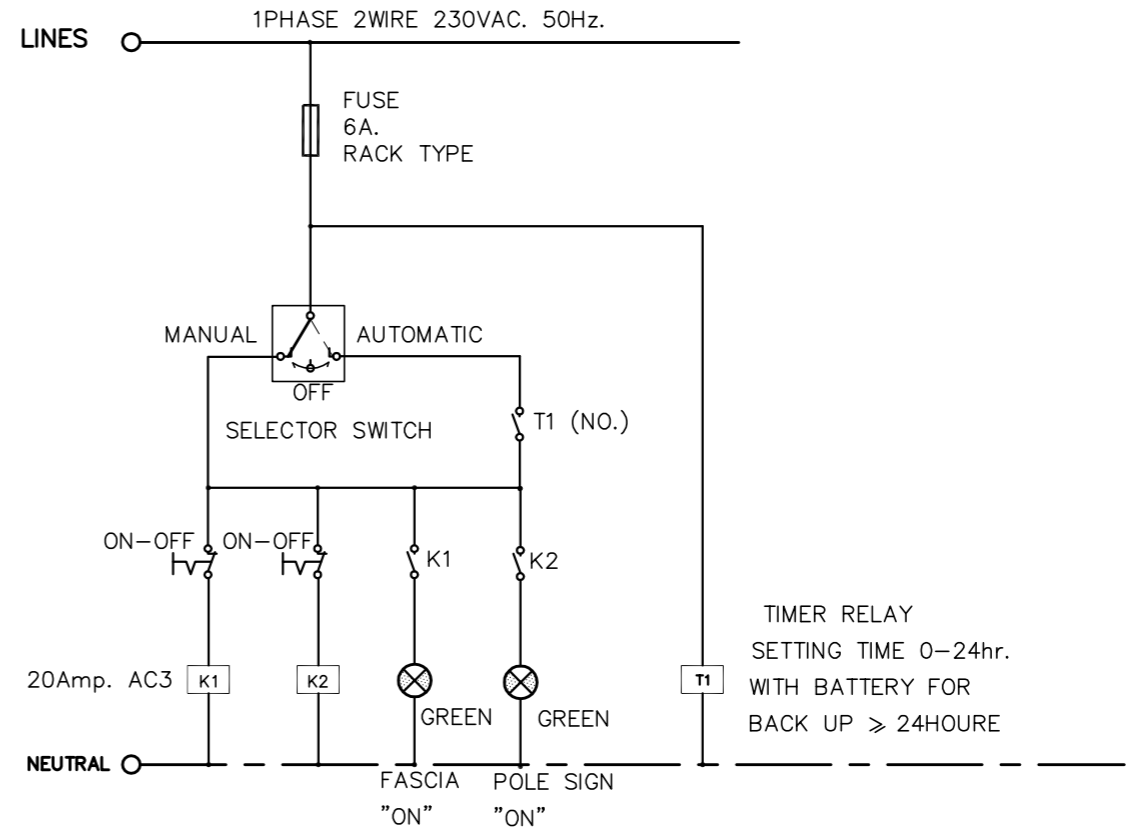 1PHASE 2WIRE 230VAC. 50Hz.
LINES
FUSE
6A.
RACK TYPE
MANUAL
AUTOMATIC
OFF
SELECTOR SWITCH
T1 (NO.)
ON-OFF
ON-OFF
K1
K2
TIMER RELAY
SETTING TIME 0-24hr.
WITH BATTERY FOR
BACK UP ⩾ 24HOURE
20Amp. AC3
K1
K2
T1
GREEN
GREEN
NEUTRAL
FASCIA
"ON"
POLE SIGN
"ON"